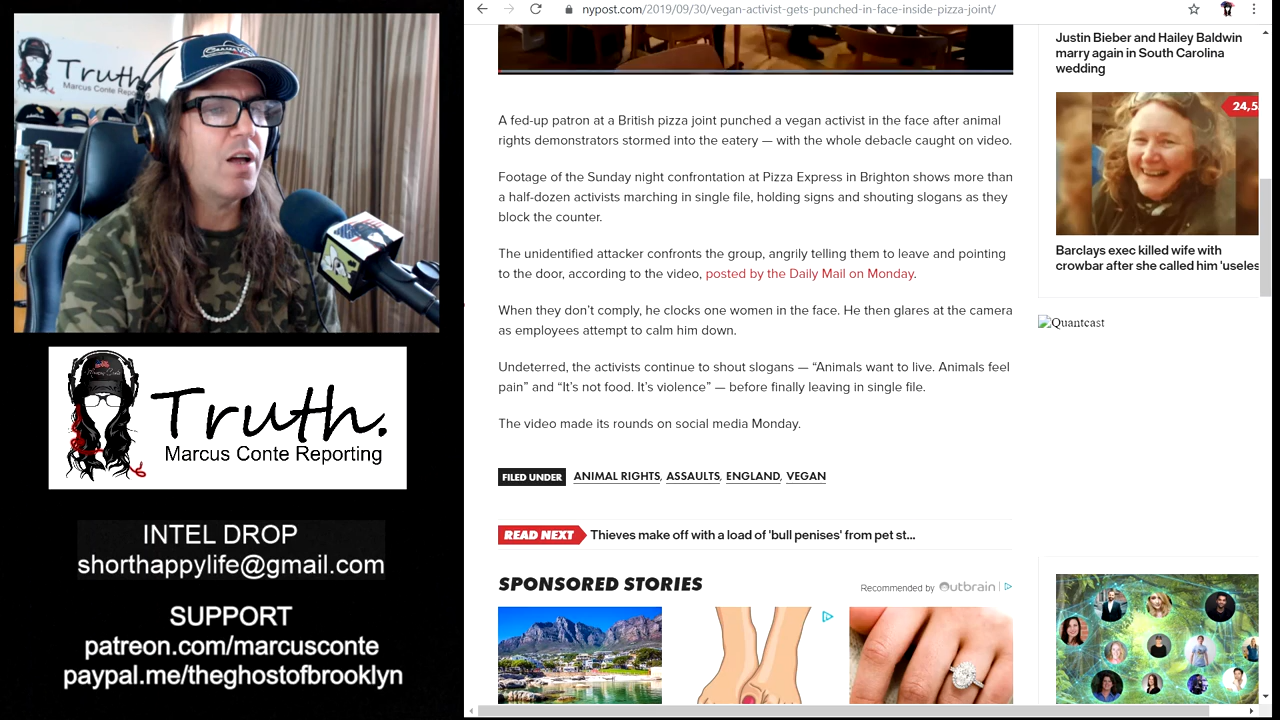 Truth.
Marcus Conte Repor
Truth.
Marcus Conte Reporting
INTEL DROP
shorthappylife@gmail.com
SUPPORT
patreon.com/marcusconte
paypal.me/theghostofbrooklyn
nypost.com/2019/09/30/vegan-activist-gets-punched-in-face-inside-pizza-joint/
A fed-up patron at a British pizza joint punched a vegan activist in the face after animal
rights demonstrators stormed into the eatery — with the whole debacle caught on video.
Footage of the Sunday night confrontation at Pizza Express in Brighton shows more than
a half-dozen activists marching in single file, holding signs and shouting slogans as they
block the counter.
The unidentified attacker confronts the group, angrily telling them to leave and pointing
to the door, according to the video, posted by the Daily Mail on Monday.
When they don’t comply, he clocks one women in the face. He then glares at the camera
as employees attempt to calm him down.
Undeterred, the activists continue to shout slogans — “Animals want to live. Animals feel
pain” and “It’s not food. It’s violence” — before finally leaving in single file.
The video made its rounds on social media Monday.
FILED UNDER ANIMAL RIGHTS, ASSAULTS, ENGLAND, VEGAN
READ NEXT Thieves make off with a load of 'bull penises' from pet st...
SPONSORED STORIES
Recommended by Outbrain
Justin Bieber and Hailey Baldwin
marry again in South Carolina
wedding
24,5
Barclays exec killed wife with
crowbar after she called him 'useles
Quantcast